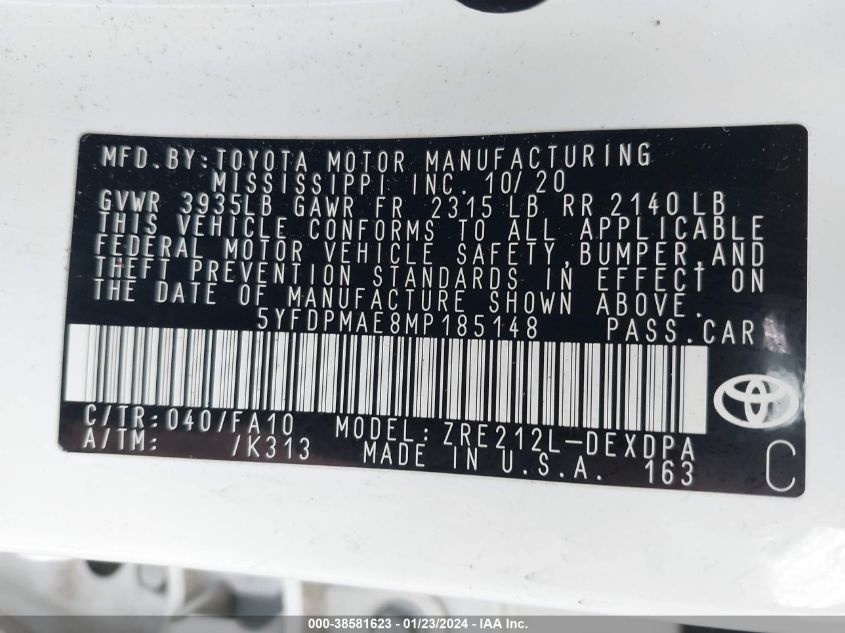 MFD.BY:TOYOTA MOTOR MANUFACTURING
MISSISSIPPI INC. 10/20
GVWR 3935LB GAWR FR 2315 LB RR 2140LB
THIS VEHICLE CONFORMS TO ALL APPLICABLE
FEDERAL MOTOR VEHICLE SAFETY,BUMPER,AND
THEFT PREVENTION STANDARDS IN EFFECT ON
THE DATE OF MANUFACTURE SHOWN ABOVE.
5YFDPMAE8MP185148 PASS.CAR
C/TR:040/FA10 MODEL:ZRE212L-DEXDPA
A/TM: /K313 MADE IN U.S.A. 163
C
000-38581623 - 01/23/2024 - IAA Inc.